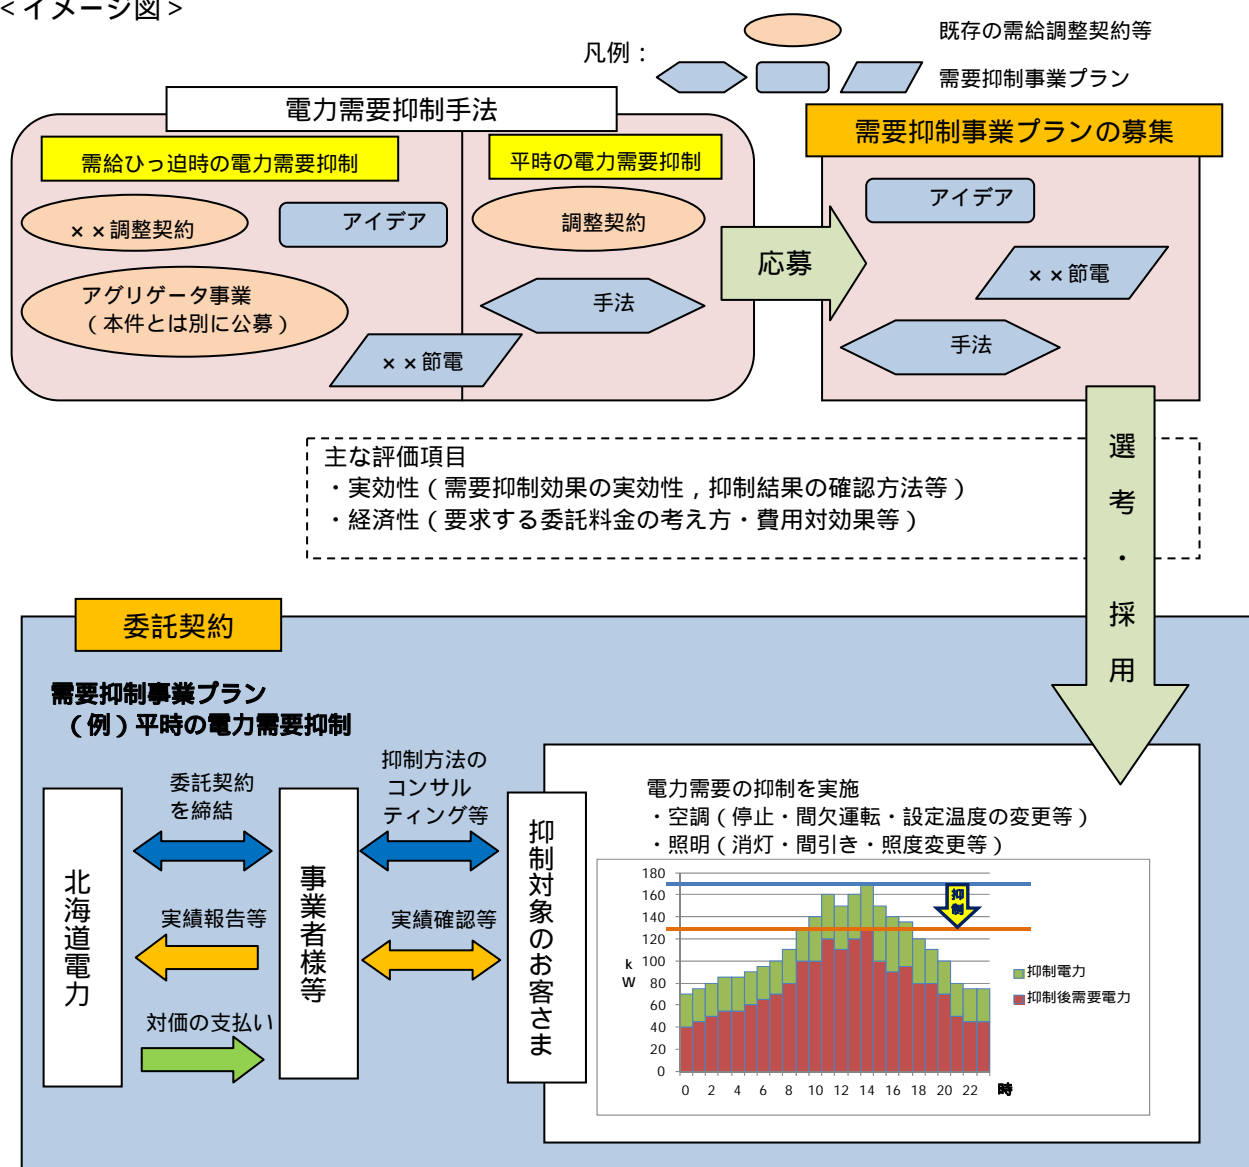 ＜イメージ図＞
凡例：
既存の需給調整契約等
需要抑制事業プラン
電力需要抑制手法
需給ひっ迫時の電力需要抑制
平時の電力需要抑制
××調整契約
アイデア
調整契約
アグリゲータ事業
（本件とは別に公募）
手法
××節電
応募
需要抑制事業プランの募集
アイデア
××節電
手法
選考・採用
主な評価項目
・実効性（需要抑制効果の実効性，抑制結果の確認方法等）
・経済性（要求する委託料金の考え方・費用対効果等）
委託契約
需要抑制事業プラン
（例）平時の電力需要抑制
北海道電力
委託契約
を締結
実績報告等
対価の支払い
事業者様等
抑制方法の
コンサル
ティング等
実績確認等
抑制対象のお客さま
電力需要の抑制を実施
・空調（停止・間欠運転・設定温度の変更等）
・照明（消灯・間引き・照度変更等）
180
160
140
120
100
80
60
40
20
0
k
W
抑
制
抑制電力
抑制後需要電力
0 2 4 6 8 10 12 14 16 18 20 22 時